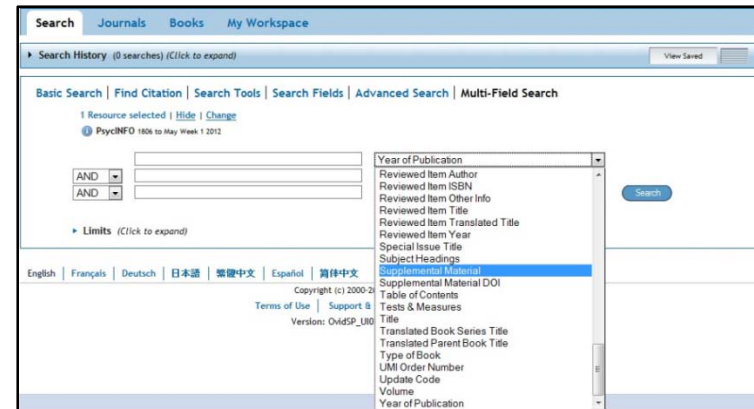 Search Journals Books My Workspace
Search History (0 searches) (Click to expand) View Saved
Basic Search | Find Citation | Search Tools | Search Fields | Advanced Search | Multi-Field Search
1 Resource selected | Hide | Change
PsycINFO 1806 to May Week 1 2012
Year of Publication
AND
AND
Search
Reviewed Item Author
Reviewed Item ISBN
Reviewed Item Other Info
Reviewed Item Title
Reviewed Item Translated Title
Reviewed Item Year
Special Issue Title
Subject Headings
Supplemental Material
Supplemental Material DOI
Table of Contents
Tests & Measures
Title
Translated Book Series Title
Translated Parent Book Title
Type of Book
UMI Order Number
Update Code
Volume
Year of Publication
Limits (Click to expand)
English | Français | Deutsch | 日本語 | 繁體中文 | Español | 简体中文
Copyright (c) 2000-2
Terms of Use | Support &
Version: OvidSP_UI0